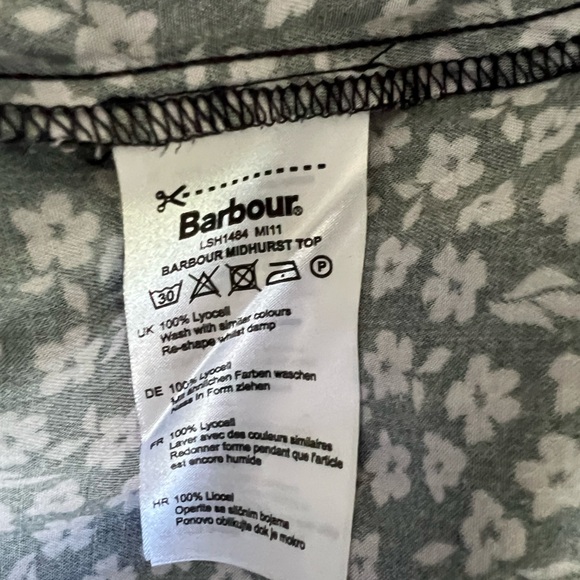 Barbour®
LSH1484 MI11
BARBOUR MIDHURST TOP
30 P
UK 100% Lyocell
Wash with similar colours
Re-shape whilst damp
DE 100% Lyocell
Mit ähnlichen Farben waschen
Nass in Form ziehen
FR 100% Lyocell
Laver avec des couleurs similaires
Redonner forme pendant que l'article
est encore humide
HR 100% Liocel
Operite sa sličnim bojama
Ponovo oblikujte dok je mokro